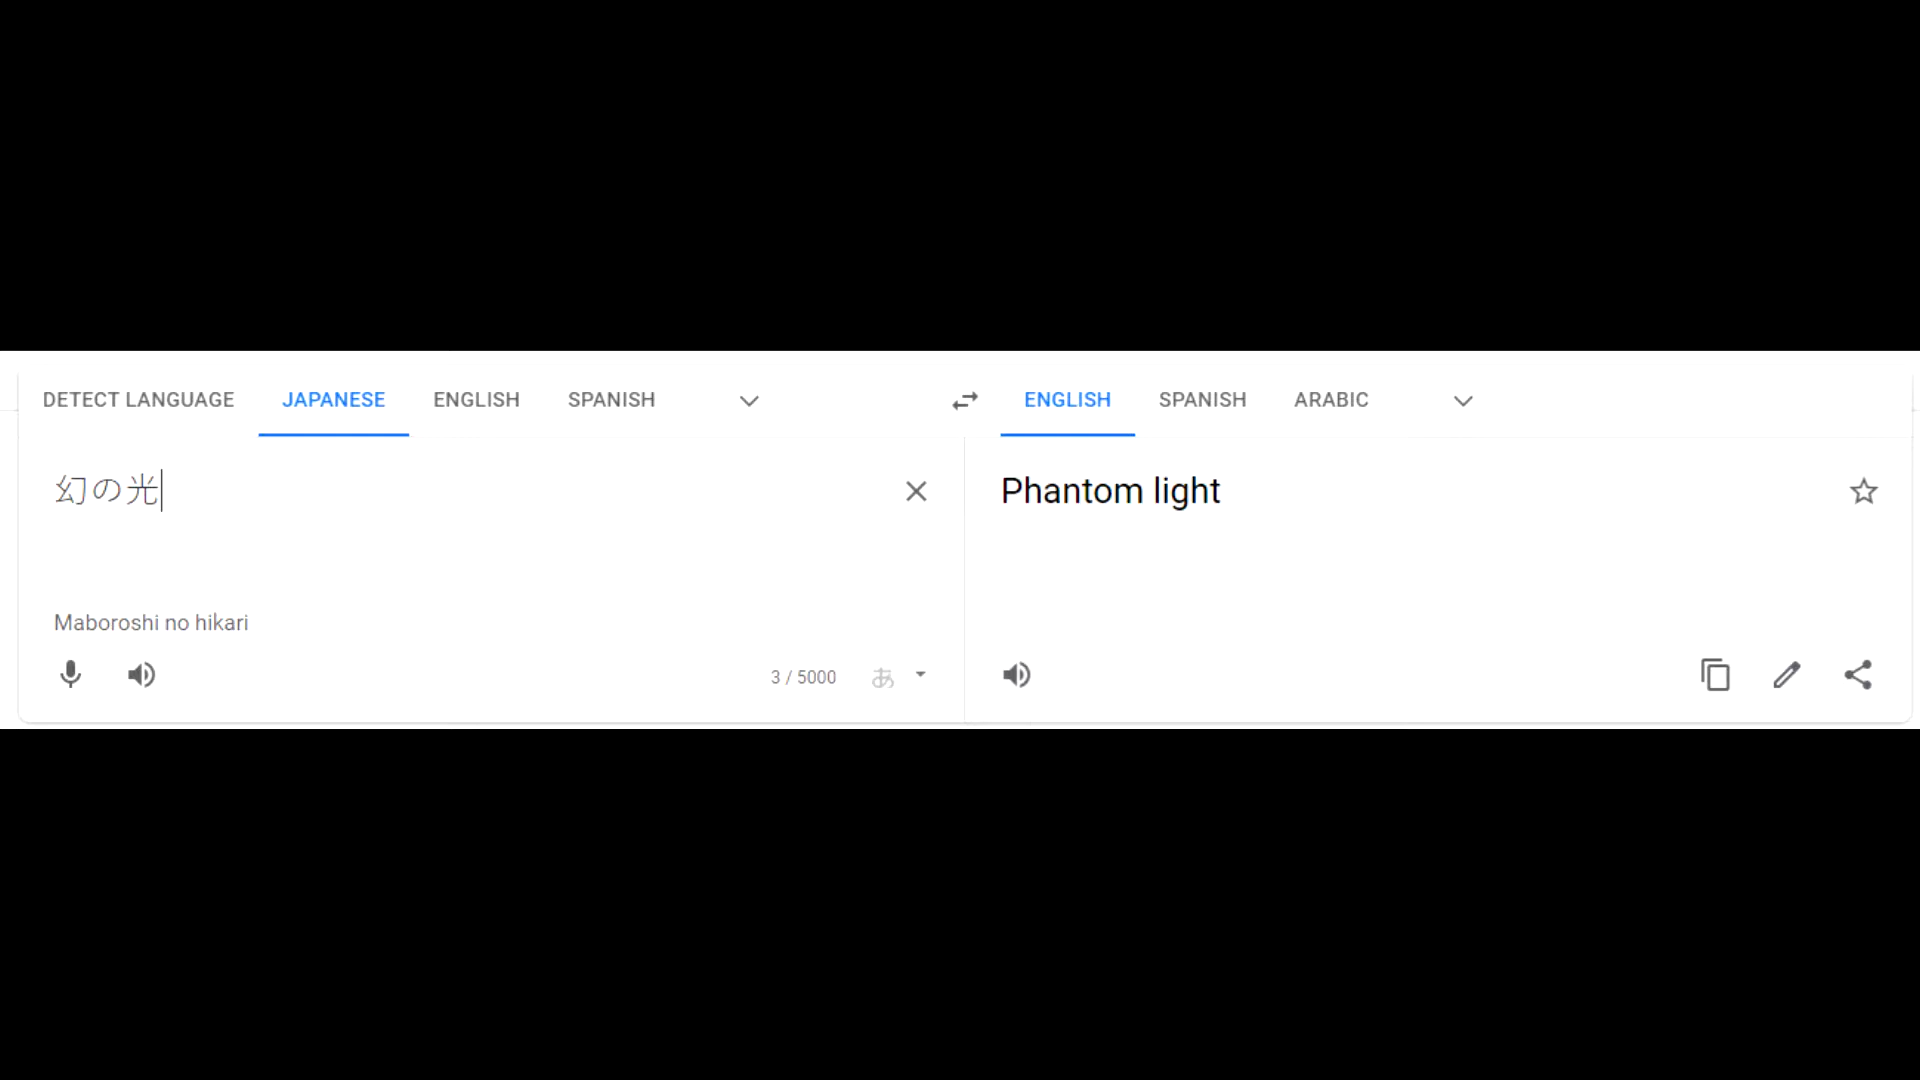 DETECT LANGUAGE JAPANESE ENGLISH SPANISH ENGLISH SPANISH ARABIC
幻の光 Phantom light
Maboroshi no hikari
3 / 5000 あ